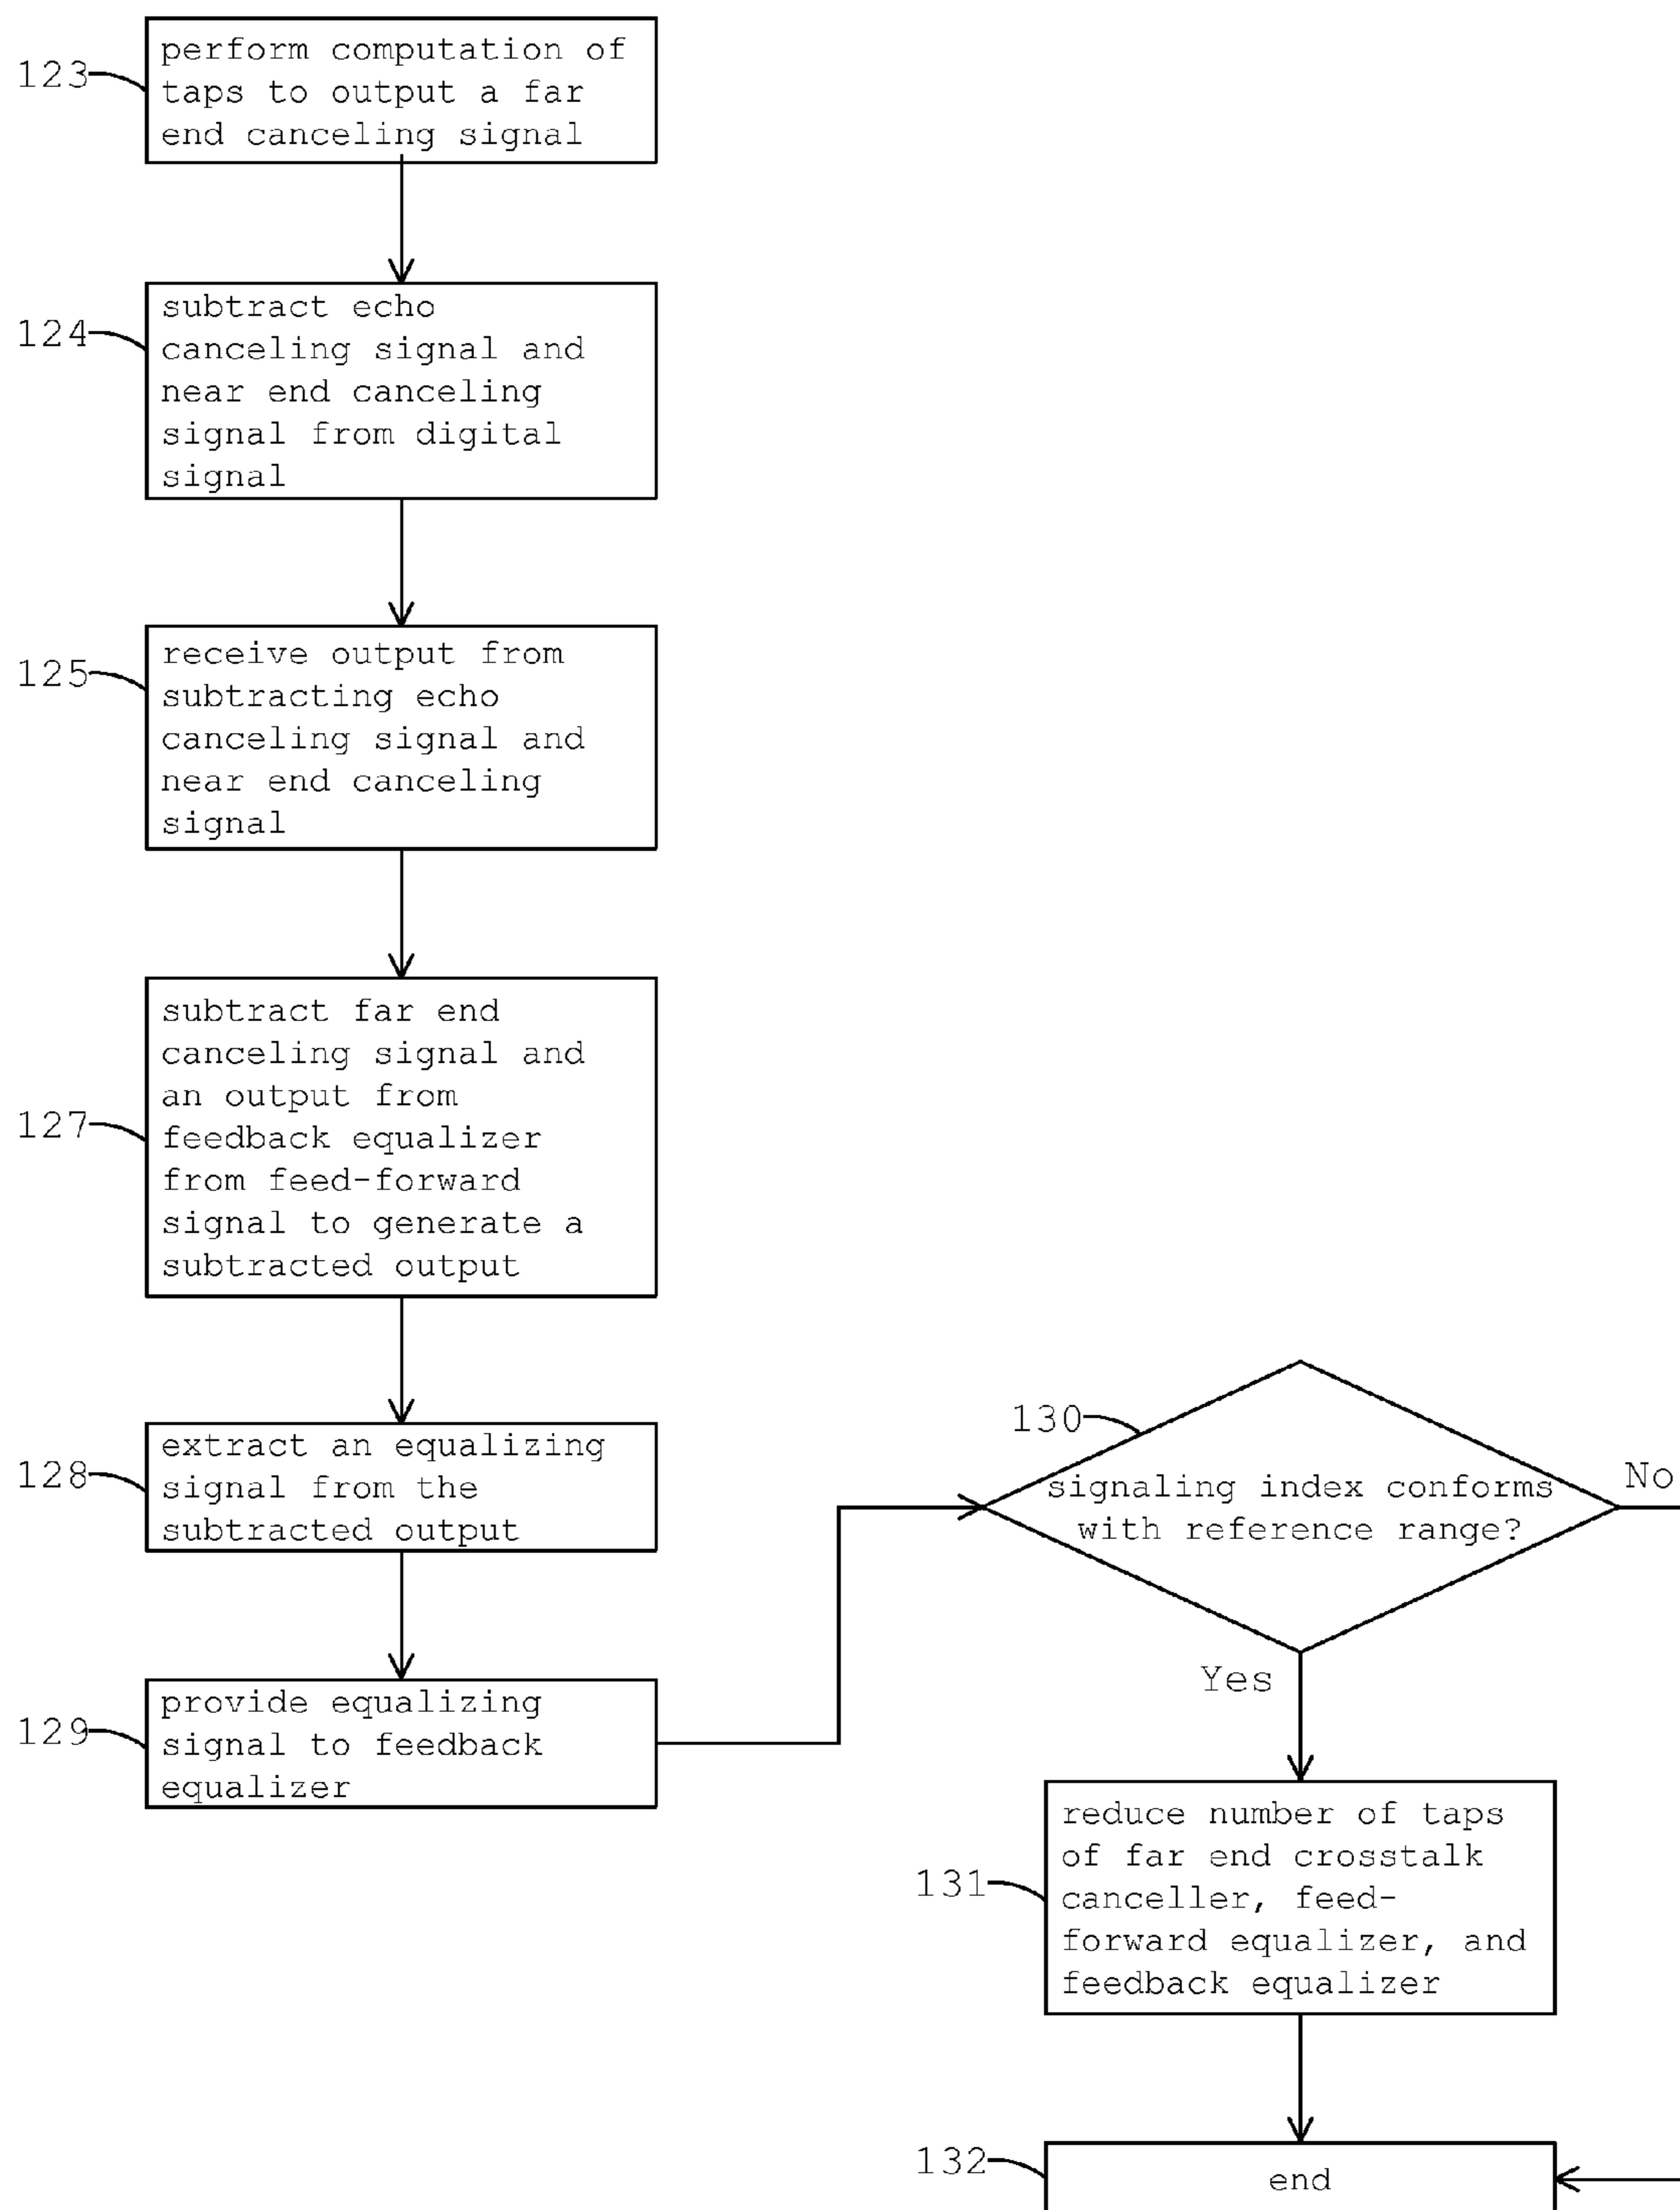 123
perform computation of
taps to output a far
end canceling signal
124
subtract echo
canceling signal and
near end canceling
signal from digital
signal
125
receive output from
subtracting echo
canceling signal and
near end canceling
signal
127
subtract far end
canceling signal and
an output from
feedback equalizer
from feed-forward
signal to generate a
subtracted output
128
extract an equalizing
signal from the
subtracted output
129
provide equalizing
signal to feedback
equalizer
130
signaling index conforms
with reference range?
No
Yes
131
reduce number of taps
of far end crosstalk
canceller, feed-
forward equalizer, and
feedback equalizer
132
end